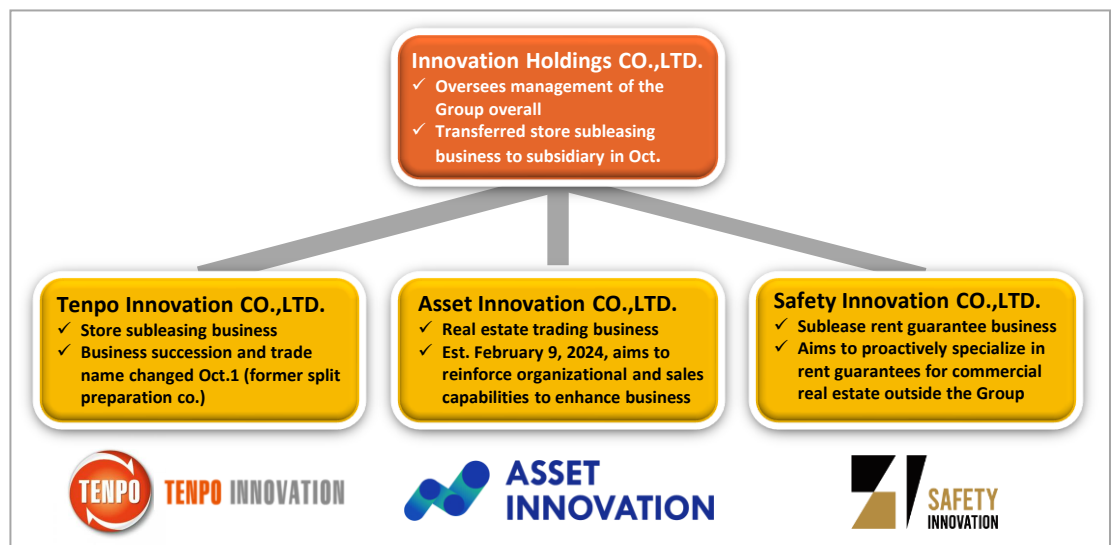 Innovation Holdings CO.,LTD.
✓ Oversees management of the
Group overall
✓ Transferred store subleasing
business to subsidiary in Oct.
Tenpo Innovation CO.,LTD.
✓ Store subleasing business
✓ Business succession and trade
name changed Oct.1 (former split
preparation co.)
Asset Innovation CO.,LTD.
✓ Real estate trading business
✓ Est. February 9, 2024, aims to
reinforce organizational and sales
capabilities to enhance business
Safety Innovation CO.,LTD.
✓ Sublease rent guarantee business
✓ Aims to proactively specialize in
rent guarantees for commercial
real estate outside the Group
TENPO
TENPO INNOVATION
ASSET
INNOVATION
SAFETY
INNOVATION